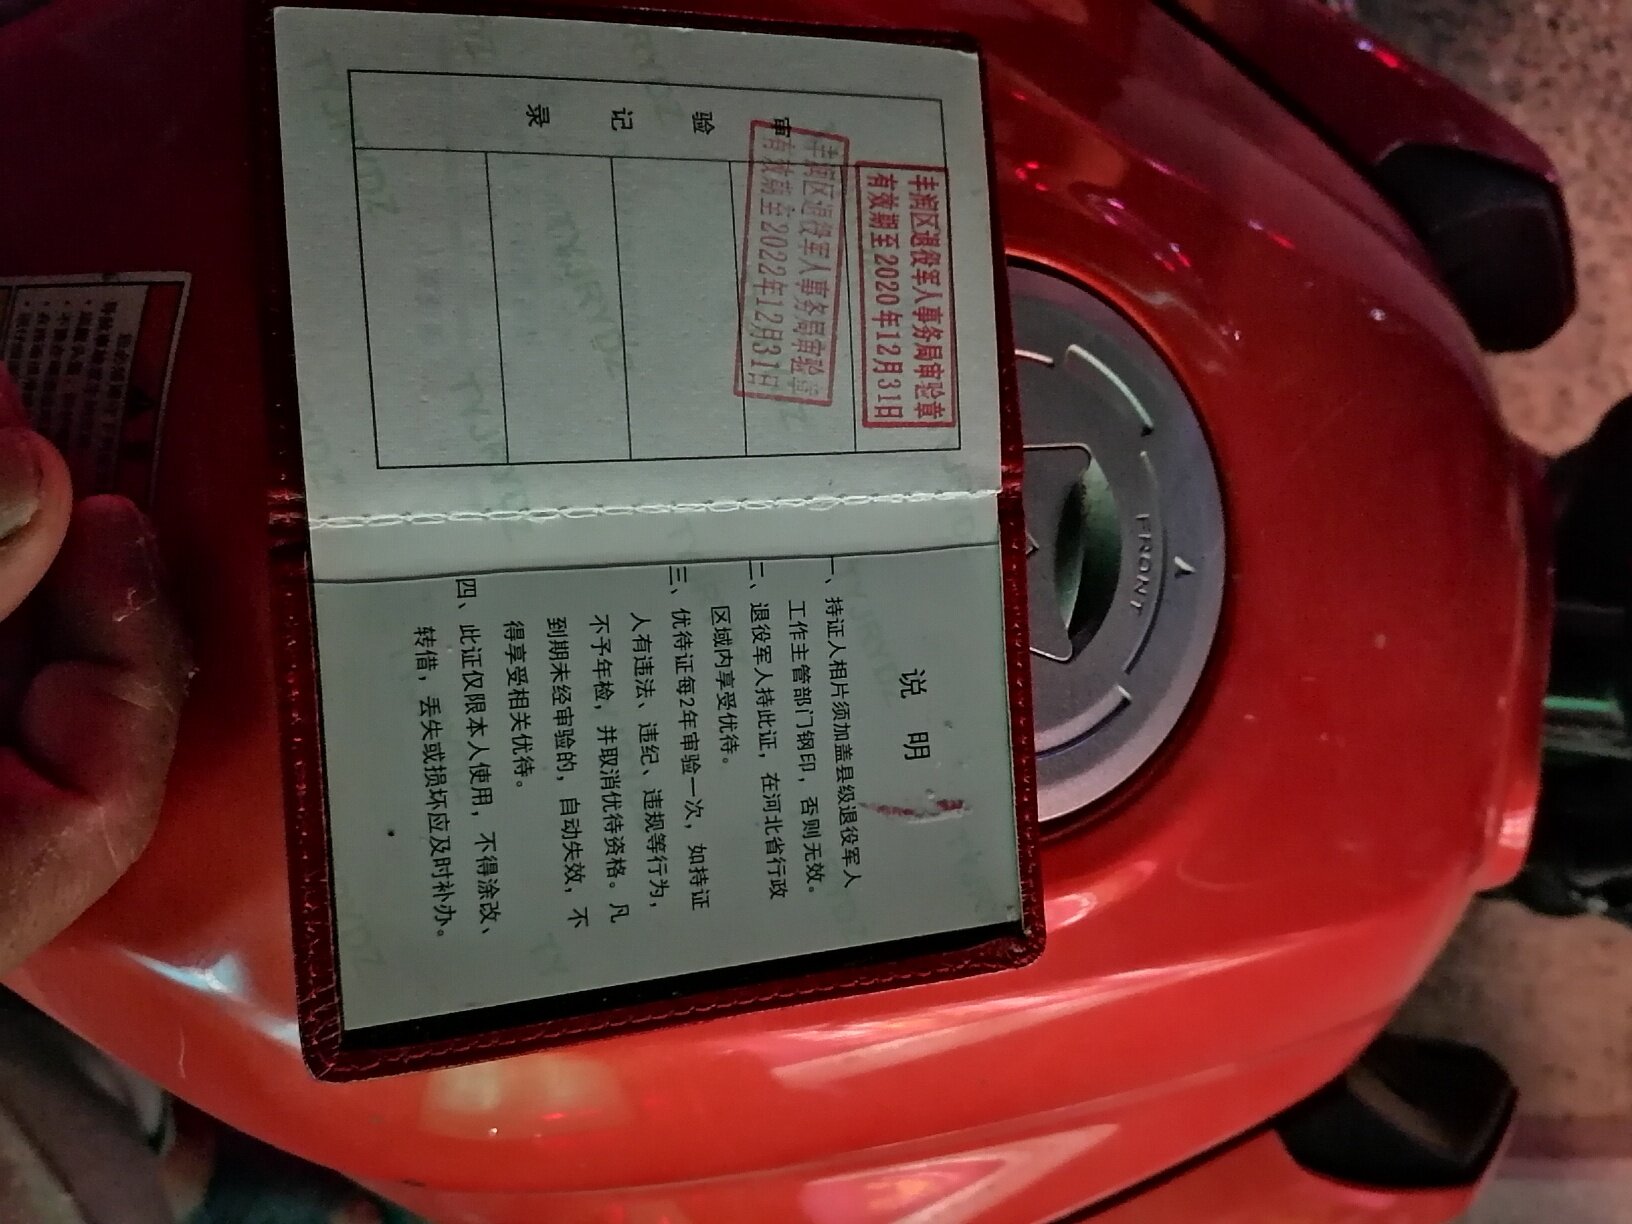 审验记录
丰润区退役军人事务局审验章
有效期至2020年12月31日
丰润区退役军人事务局审验章
有效期至2022年12月31日
说明
一、持证人相片须加盖县级退役军人
工作主管部门钢印，否则无效。
二、退役军人持此证，在河北省行政
区域内享受优待。
三、优待证每2年审验一次，如持证
人有违法、违纪、违规等行为，
不予年检，并取消优待资格。凡
到期未经审验的，自动失效，不
得享受相关优待。
四、此证仅限本人使用，不得涂改、
转借，丢失或损坏应及时补办。
FRONT